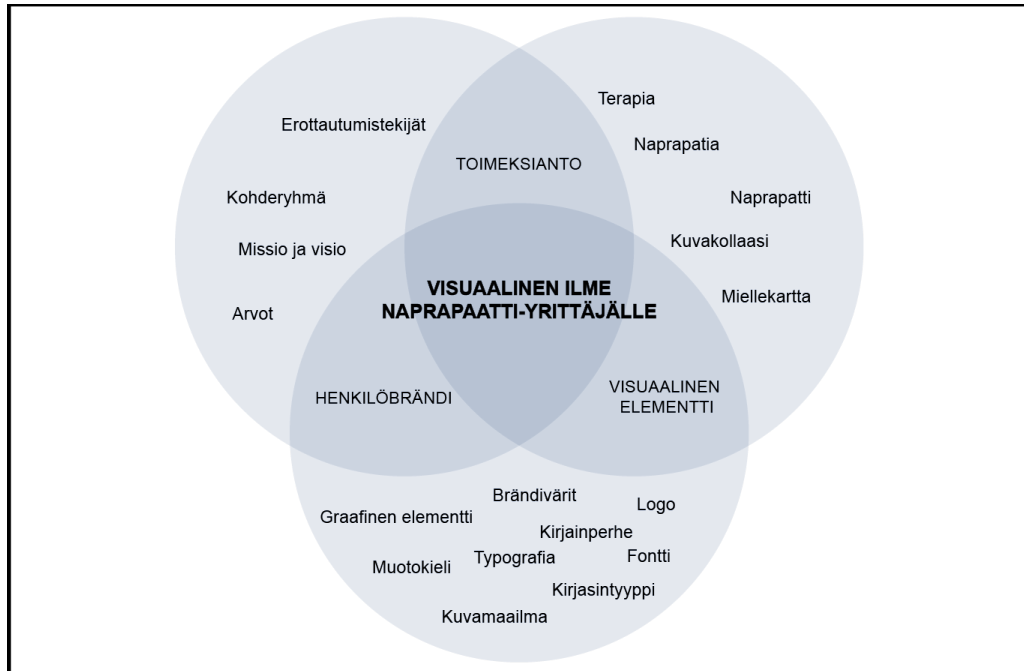 Terapia
Erottautumistekijät
Naprapatia
TOIMEKSIANTO
Kohderyhmä
Naprapatti
Missio ja visio
Kuvakollaasi
VISUAALINEN ILME
NAPRAPAATTI-YRITTÄJÄLLE
Miellekartta
Arvot
HENKILÖBRÄNDI
VISUAALINEN
ELEMENTTI
Brändivärit
Logo
Graafinen elementti
Kirjainperhe
Typografia
Fontti
Muotokieli
Kirjasintyyppi
Kuvamaailma